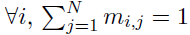 ∀i, ∑_{j=1}^{N} m_{i,j} = 1